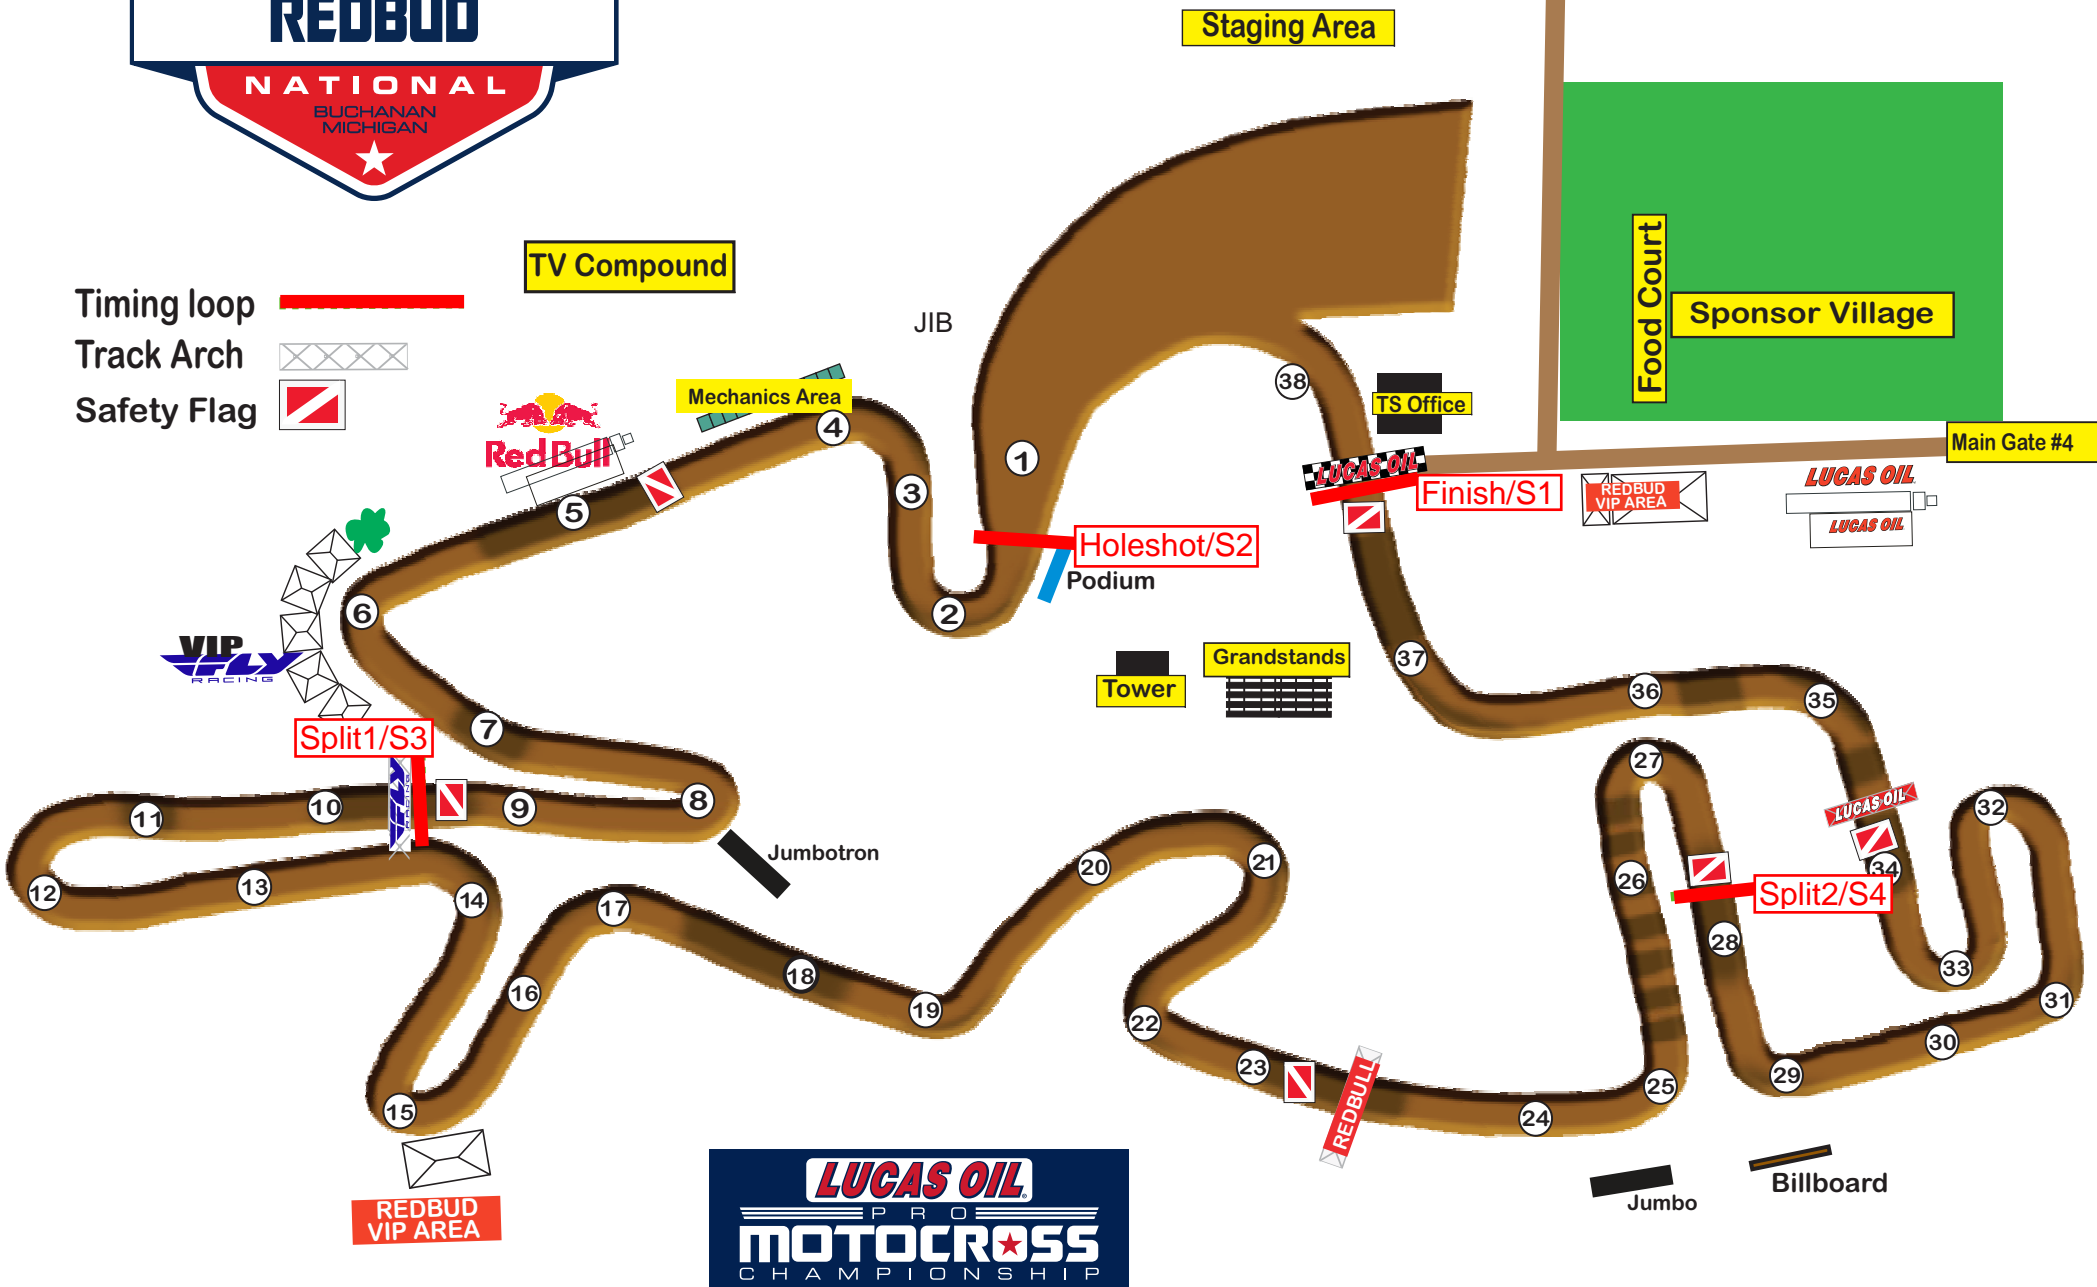 REDBUD
NATIONAL
BUCHANAN
MICHIGAN
Staging Area
TV Compound
Timing loop
Track Arch
Safety Flag
JIB
Food Court
Sponsor Village
Main Gate #4
Mechanics Area
Red Bull
TS Office
LUCAS OIL
Finish/S1
REDBUD
VIP AREA
LUCAS OIL
LUCAS OIL
Holeshot/S2
Podium
VIP
FLY
RACING
Tower
Grandstands
Split1/S3
FLY
RACING
Jumbotron
LUCAS OIL
Split2/S4
REDBULL
1
2
3
4
5
6
7
8
9
10
11
12
13
14
15
16
17
18
19
20
21
22
23
24
25
26
27
28
29
30
31
32
33
34
35
36
37
38
Jumbo
Billboard
REDBUD
VIP AREA
LUCAS OIL
PRO
MOTOCROSS
CHAMPIONSHIP